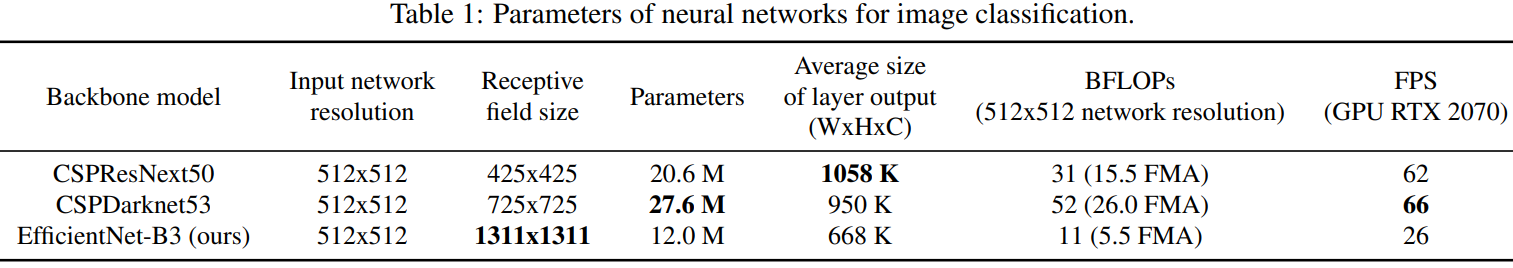 Table 1: Parameters of neural networks for image classification.
Backbone model Input network resolution Receptive field size Parameters Average size of layer output (WxHxC) BFLOPs (512x512 network resolution) FPS (GPU RTX 2070)
CSPResNext50 512x512 425x425 20.6 M 1058 K 31 (15.5 FMA) 62
CSPDarknet53 512x512 725x725 27.6 M 950 K 52 (26.0 FMA) 66
EfficientNet-B3 (ours) 512x512 1311x1311 12.0 M 668 K 11 (5.5 FMA) 26